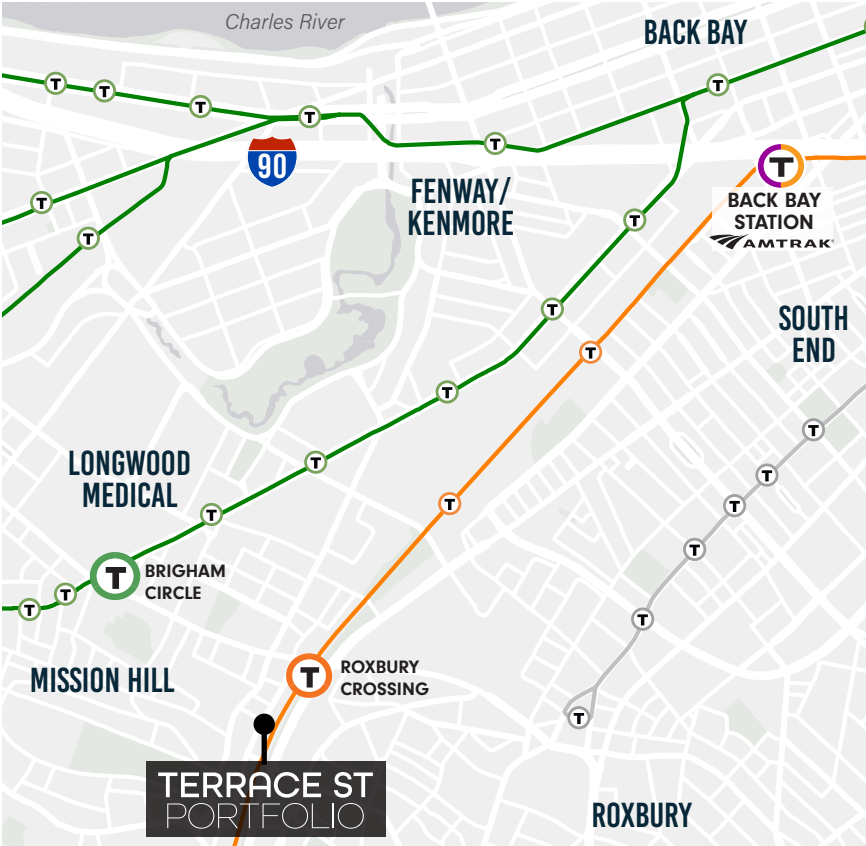 Charles River
BACK BAY
T
T
T
T
T
T
T
90
FENWAY/
KENMORE
BACK BAY
STATION
AMTRAK
T
T
T
T
SOUTH
END
T
T
T
T
LONGWOOD
MEDICAL
T
T
T
T
T
T
BRIGHAM
CIRCLE
T
T
T
MISSION HILL
T
ROXBURY
CROSSING
T
TERRACE ST
PORTFOLIO
ROXBURY